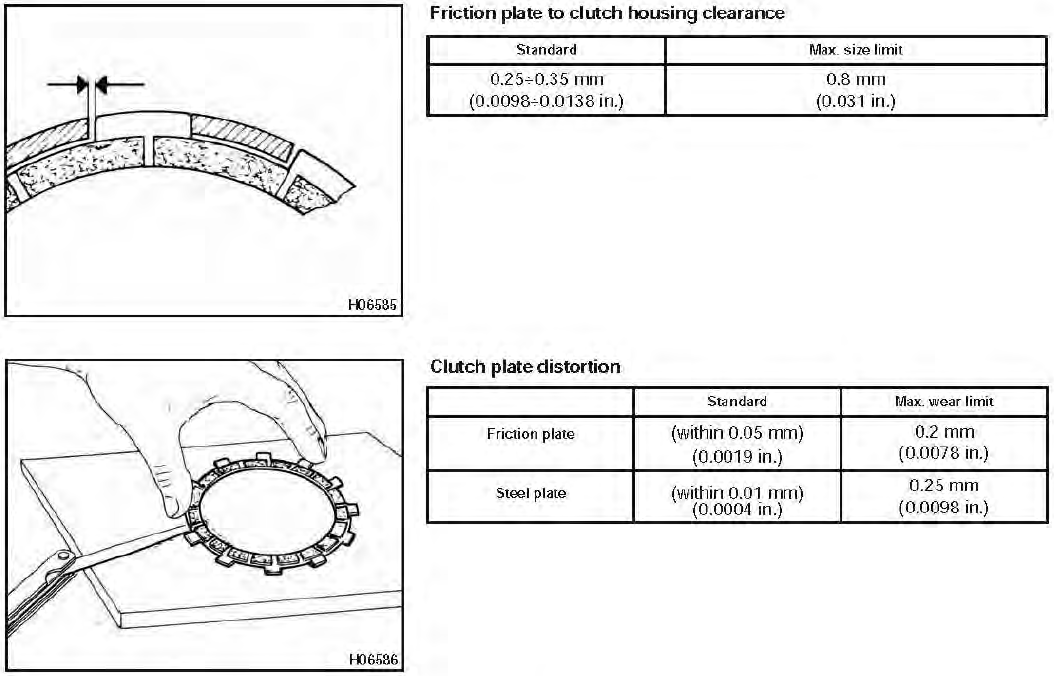 Friction plate to clutch housing clearance
Standard
Max. size limit
0.25÷0.35 mm
(0.0098÷0.0138 in.)
0.8 mm
(0.031 in.)
H06585
Clutch plate distortion
Standard
Max. wear limit
Friction plate
(within 0.05 mm)
(0.0019 in.)
0.2 mm
(0.0078 in.)
Steel plate
(within 0.01 mm)
(0.0004 in.)
0.25 mm
(0.0098 in.)
H06586